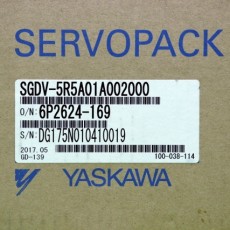 SERVOPACK
SGDV-5R5A01A002000
O/N: 6P2624-169
S/N: DG175N010410019
2017.05
GD-139 100-038-114
YASKAWA